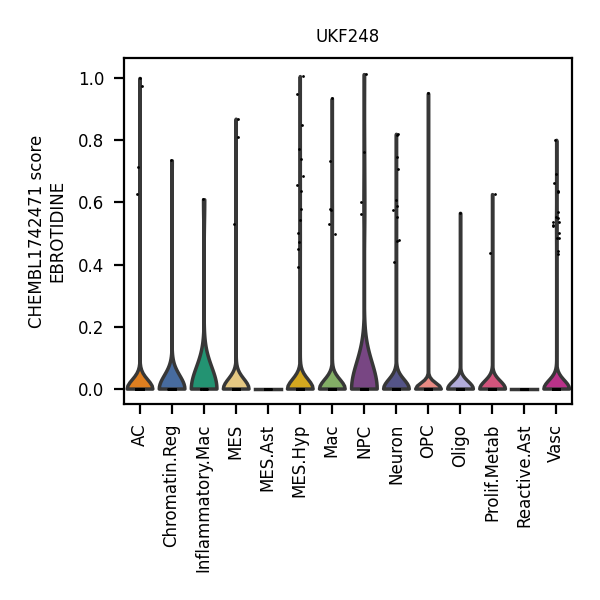 UKF248
CHEMBL1742471 score
EBROTIDINE
1.0
0.8
0.6
0.4
0.2
0.0
AC
Chromatin.Reg
Inflammatory.Mac
MES
MES.Ast
MES.Hyp
Mac
NPC
Neuron
OPC
Oligo
Prolif.Metab
Reactive.Ast
Vasc